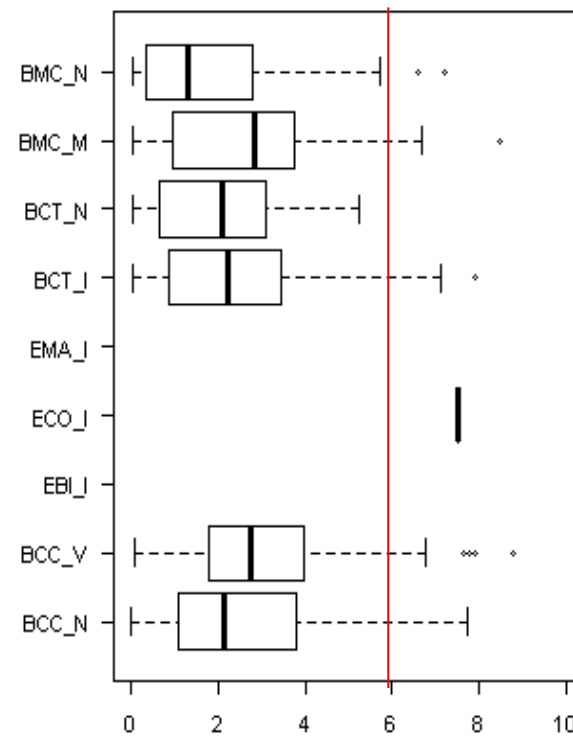 BMC_N
BMC_M
BCT_N
BCT_I
EMA_I
ECO_I
EBI_I
BCC_V
BCC_N
0 2 4 6 8 10